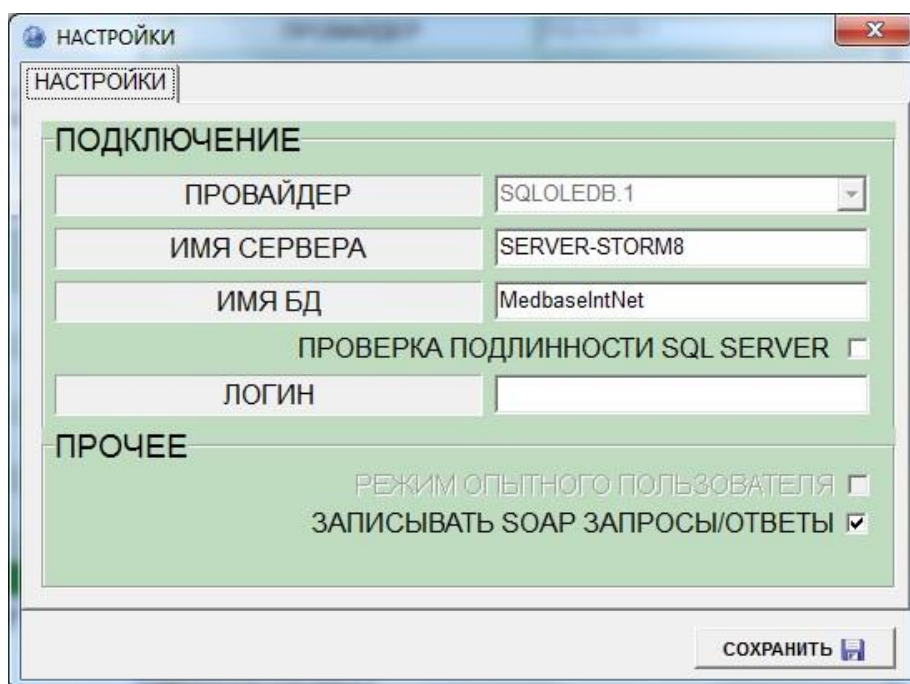 НАСТРОЙКИ
НАСТРОЙКИ
ПОДКЛЮЧЕНИЕ
ПРОВАЙДЕР SQLOLEDB.1
ИМЯ СЕРВЕРА SERVER-STORM8
ИМЯ БД MedbaseIntNet
ПРОВЕРКА ПОДЛИННОСТИ SQL SERVER
ЛОГИН
ПРОЧЕЕ
РЕЖИМ ОПЫТНОГО ПОЛЬЗОВАТЕЛЯ
ЗАПИСЫВАТЬ SOAP ЗАПРОСЫ/ОТВЕТЫ
СОХРАНИТЬ